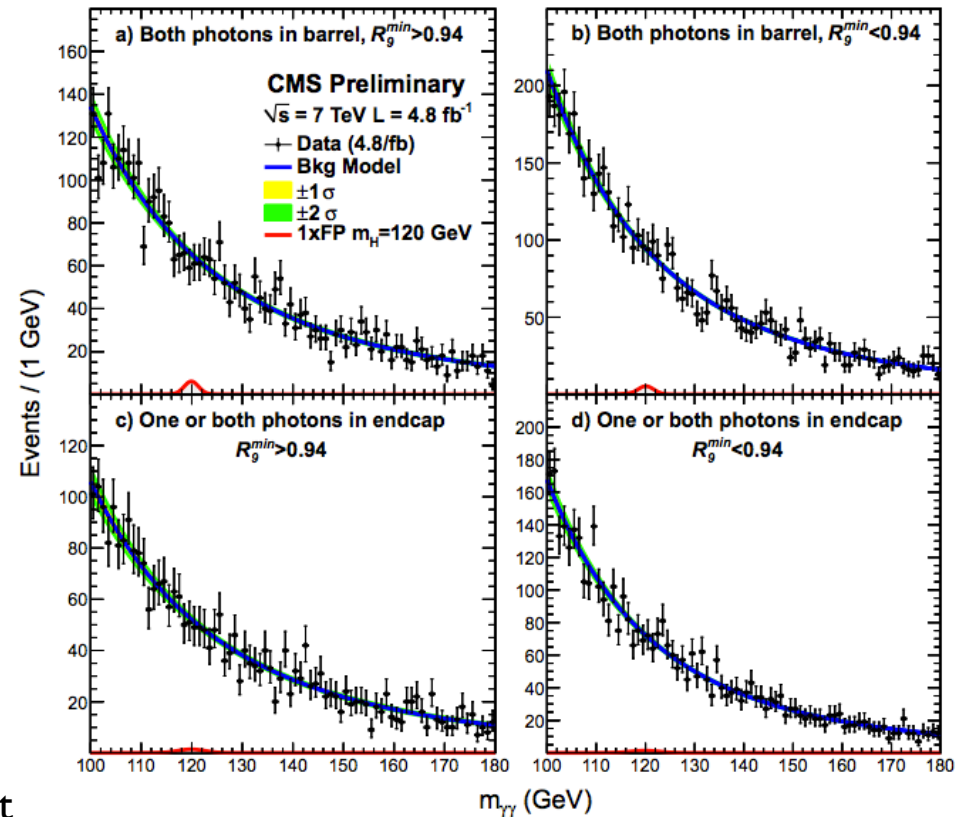 a) Both photons in barrel, R₉ᵐⁱⁿ>0.94
CMS Preliminary
√s = 7 TeV L = 4.8 fb⁻¹
Data (4.8/fb)
Bkg Model
±1 σ
±2 σ
1xFP m_H=120 GeV
160
140
120
100
80
60
40
20
b) Both photons in barrel, R₉ᵐⁱⁿ<0.94
200
150
100
50
Events / (1 GeV)
c) One or both photons in endcap
R₉ᵐⁱⁿ>0.94
120
100
80
60
40
20
100 110 120 130 140 150 160 170 180
d) One or both photons in endcap
R₉ᵐⁱⁿ<0.94
200
180
160
140
120
100
80
60
40
20
100 110 120 130 140 150 160 170 180
m_γγ (GeV)
t